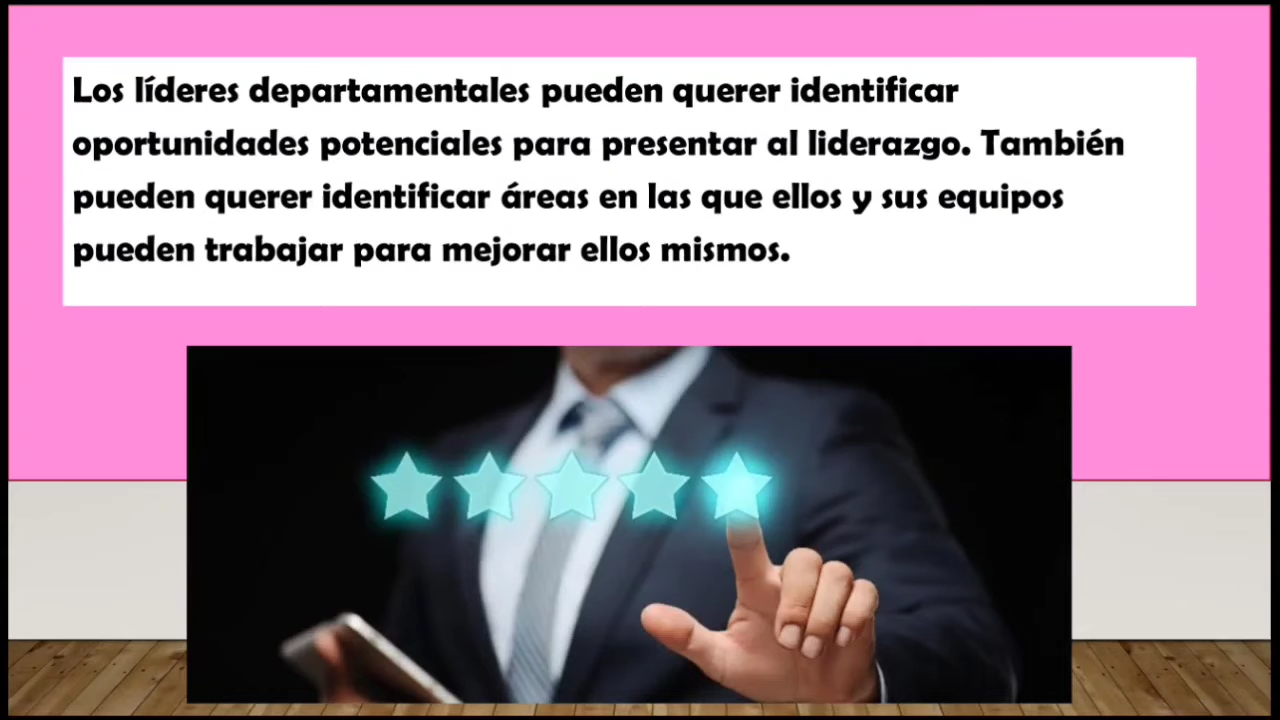 Los líderes departamentales pueden querer identificar
oportunidades potenciales para presentar al liderazgo. También
pueden querer identificar áreas en las que ellos y sus equipos
pueden trabajar para mejorar ellos mismos.